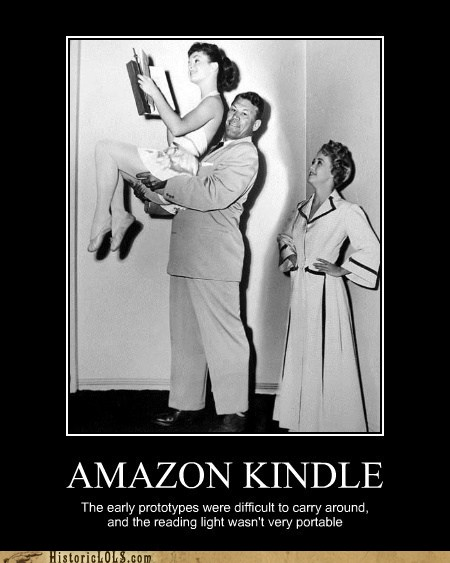 AMAZON KINDLE
The early prototypes were difficult to carry around,
and the reading light wasn't very portable
HistoricLOLS.com